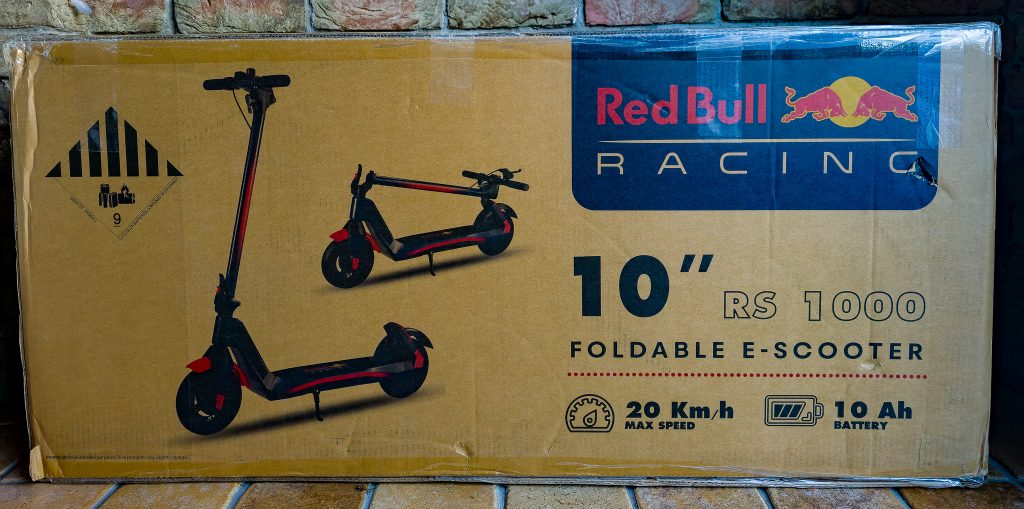 Red Bull
RACING
10”
RS 1000
FOLDABLE E-SCOOTER
20 Km/h
MAX SPEED
10 Ah
BATTERY
9